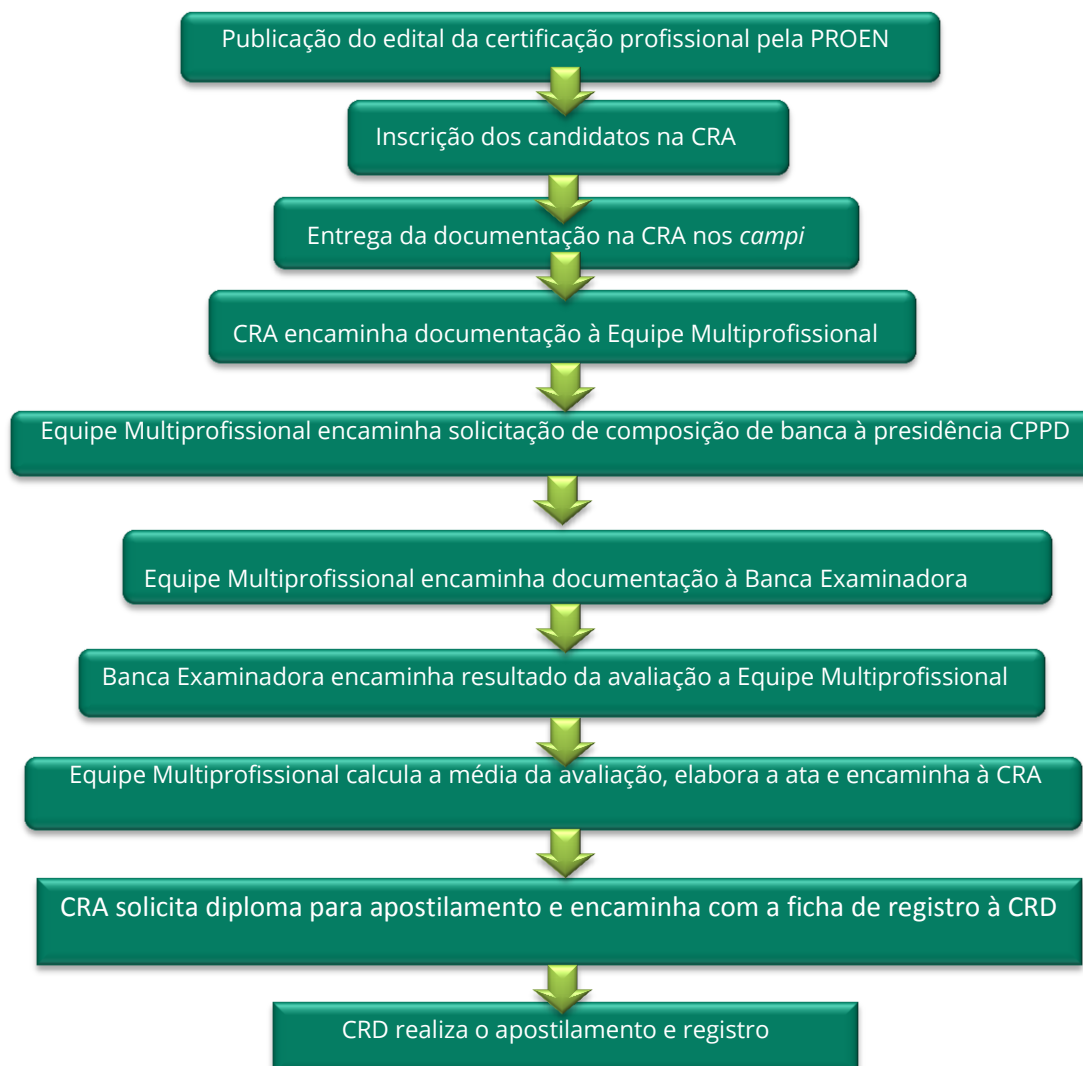 Publicação do edital da certificação profissional pela PROEN
Inscrição dos candidatos na CRA
Entrega da documentação na CRA nos campi
CRA encaminha documentação à Equipe Multiprofissional
Equipe Multiprofissional encaminha solicitação de composição de banca à presidência CPPD
Equipe Multiprofissional encaminha documentação à Banca Examinadora
Banca Examinadora encaminha resultado da avaliação a Equipe Multiprofissional
Equipe Multiprofissional calcula a média da avaliação, elabora a ata e encaminha à CRA
CRA solicita diploma para apostilamento e encaminha com a ficha de registro à CRD
CRD realiza o apostilamento e registro